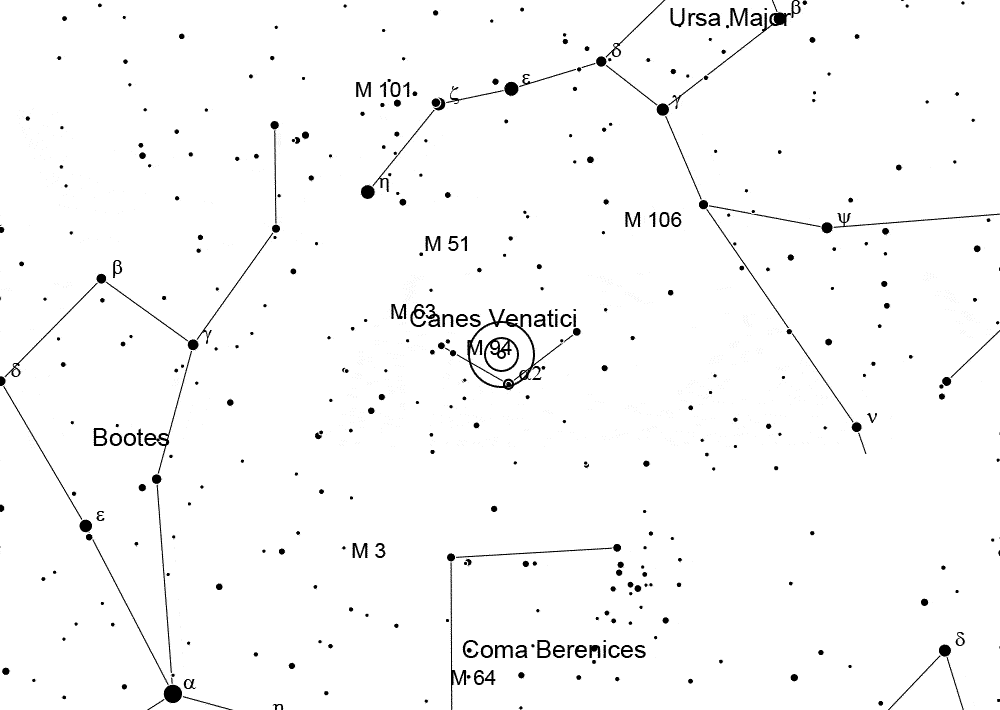 β
Ursa Major
δ
ε
M 101
ζ
γ
η
M 106
ψ
M 51
β
M 63
Canes Venatici
γ
M 94
δ
α2
ν
Bootes
ε
M 3
Coma Berenices
δ
M 64
α
η